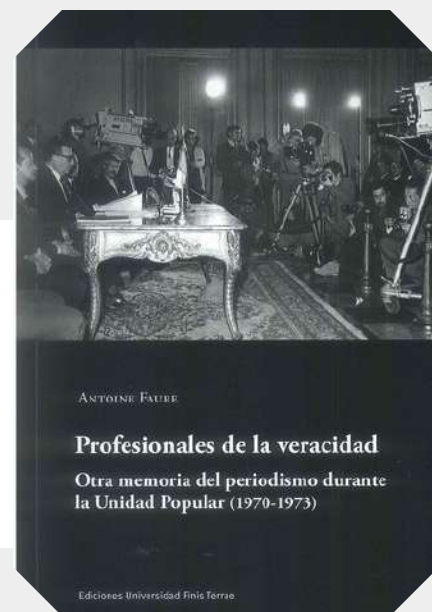 ANTOINE FAURE
Profesionales de la veracidad
Otra memoria del periodismo durante
la Unidad Popular (1970-1973)
Ediciones Universidad Finis Terrae